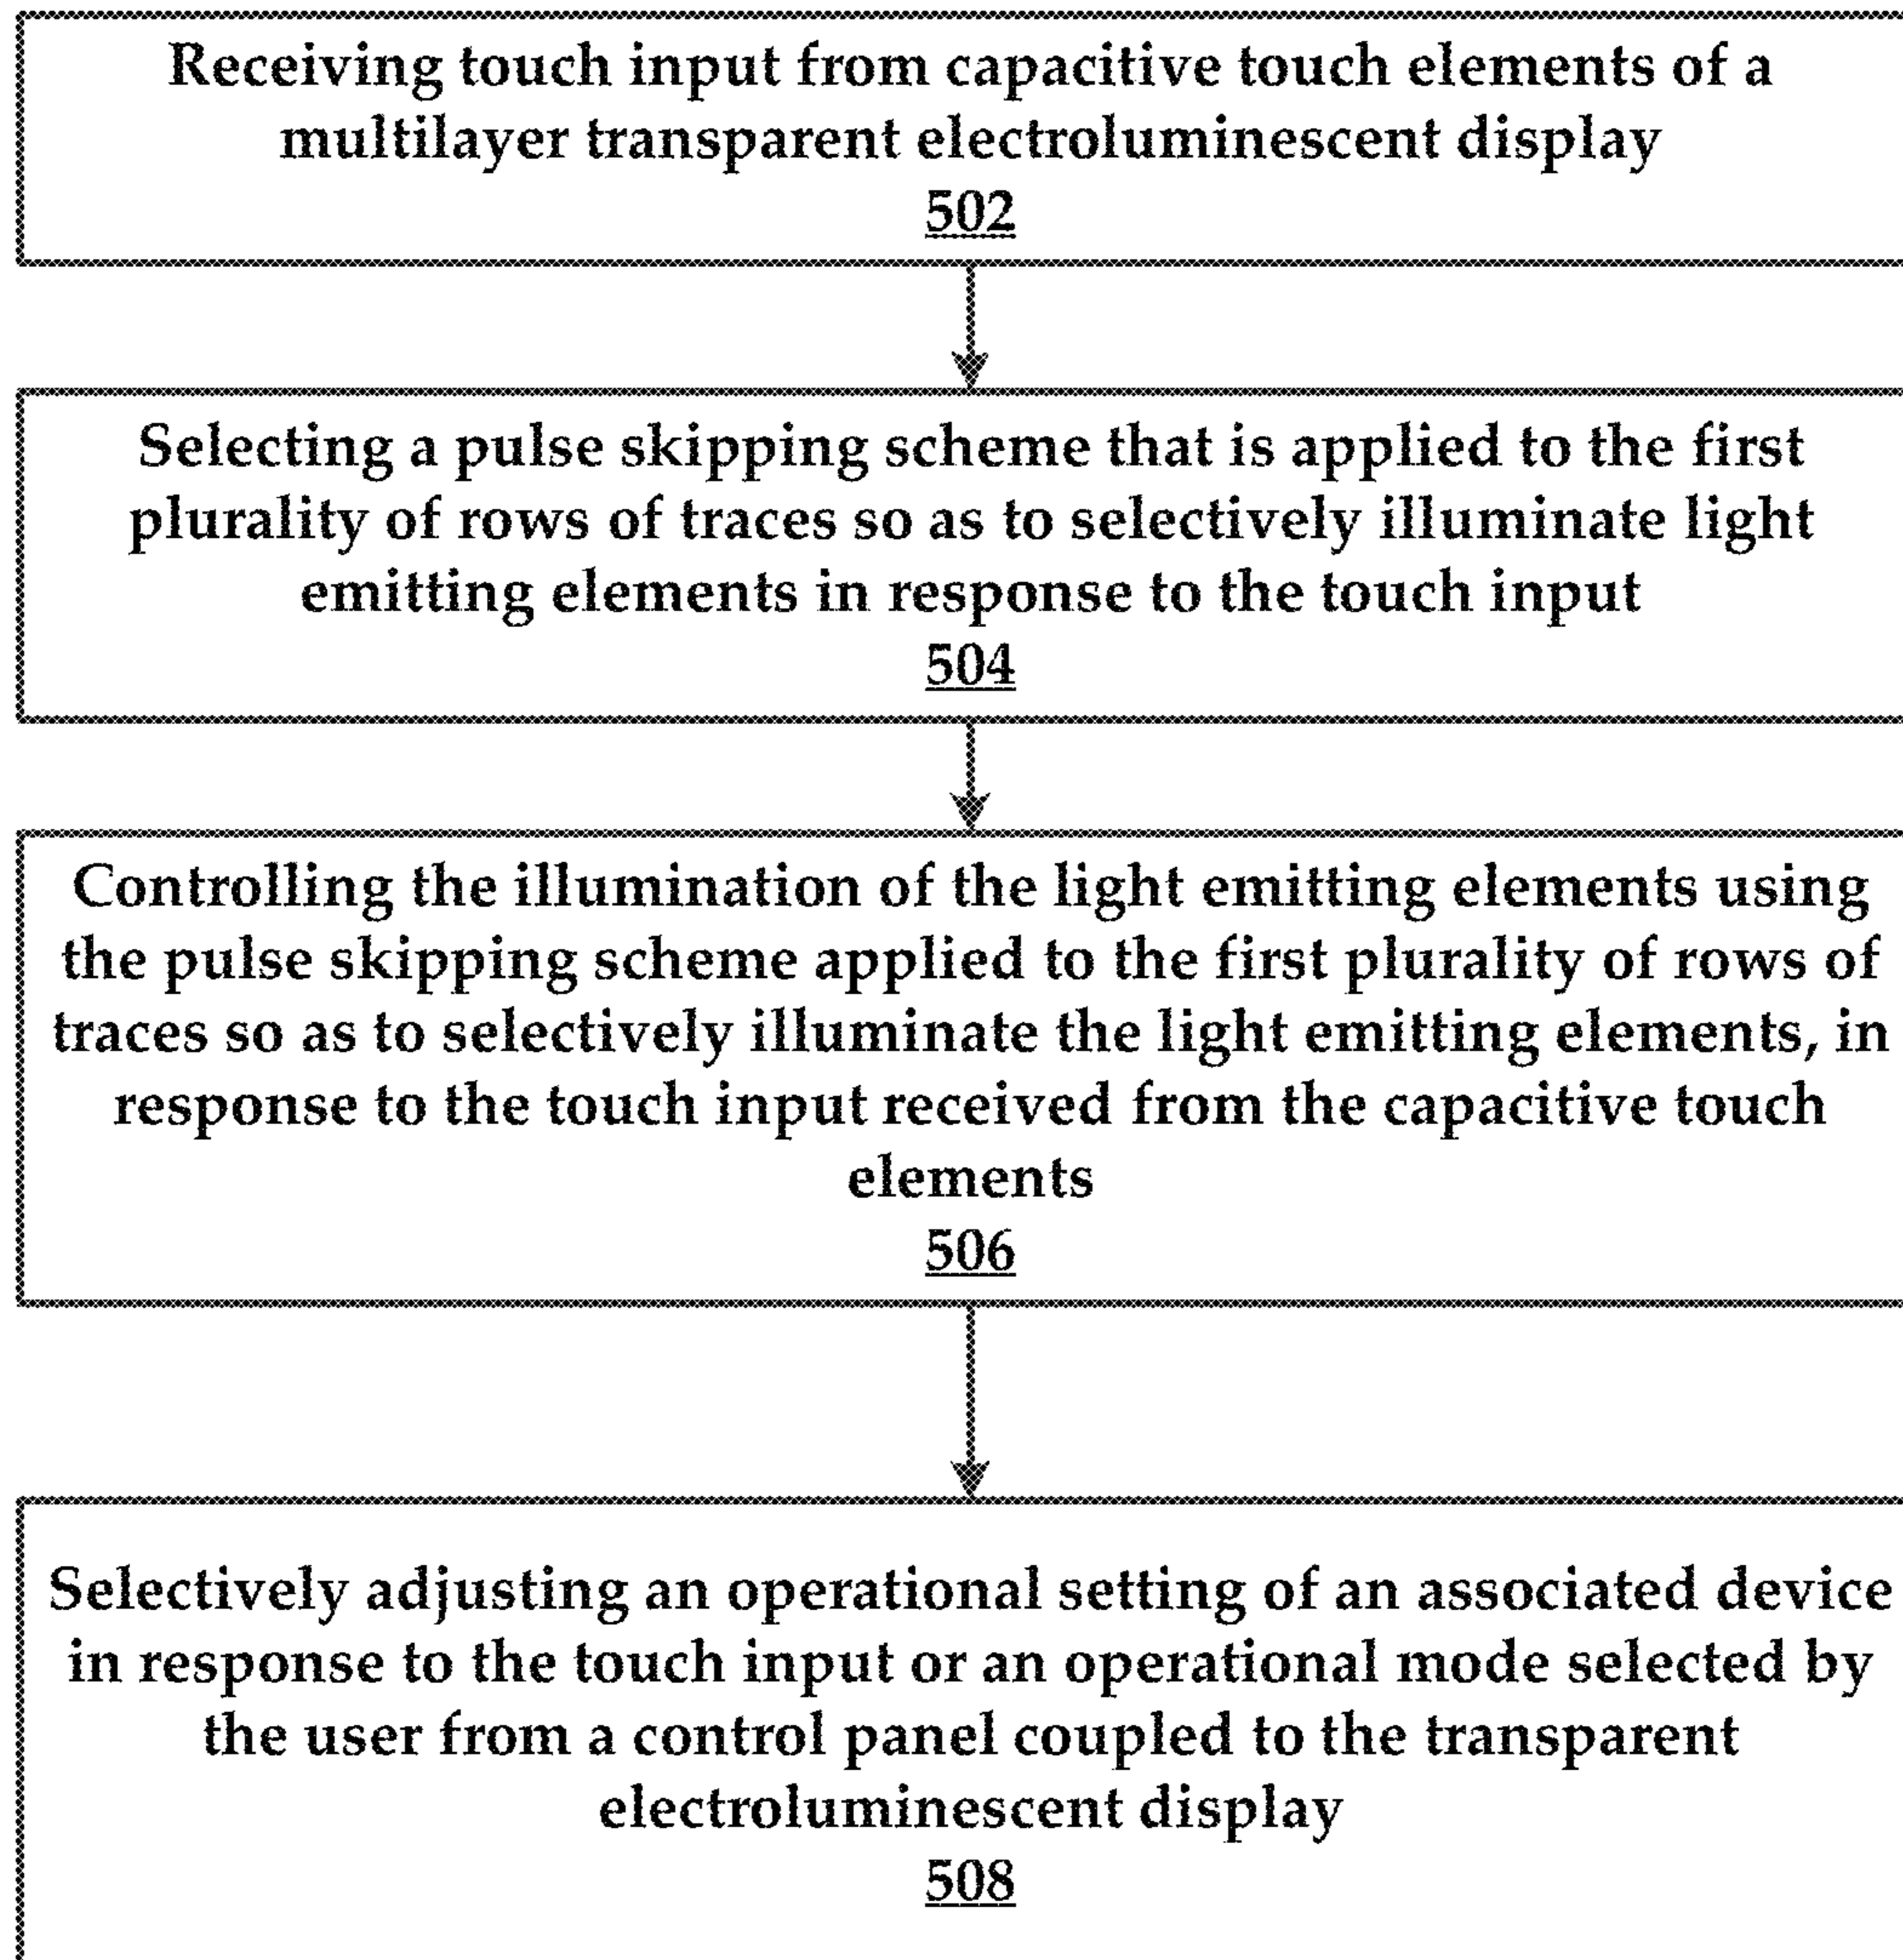 Receiving touch input from capacitive touch elements of a
multilayer transparent electroluminescent display
502
Selecting a pulse skipping scheme that is applied to the first
plurality of rows of traces so as to selectively illuminate light
emitting elements in response to the touch input
504
Controlling the illumination of the light emitting elements using
the pulse skipping scheme applied to the first plurality of rows of
traces so as to selectively illuminate the light emitting elements, in
response to the touch input received from the capacitive touch
elements
506
Selectively adjusting an operational setting of an associated device
in response to the touch input or an operational mode selected by
the user from a control panel coupled to the transparent
electroluminescent display
508